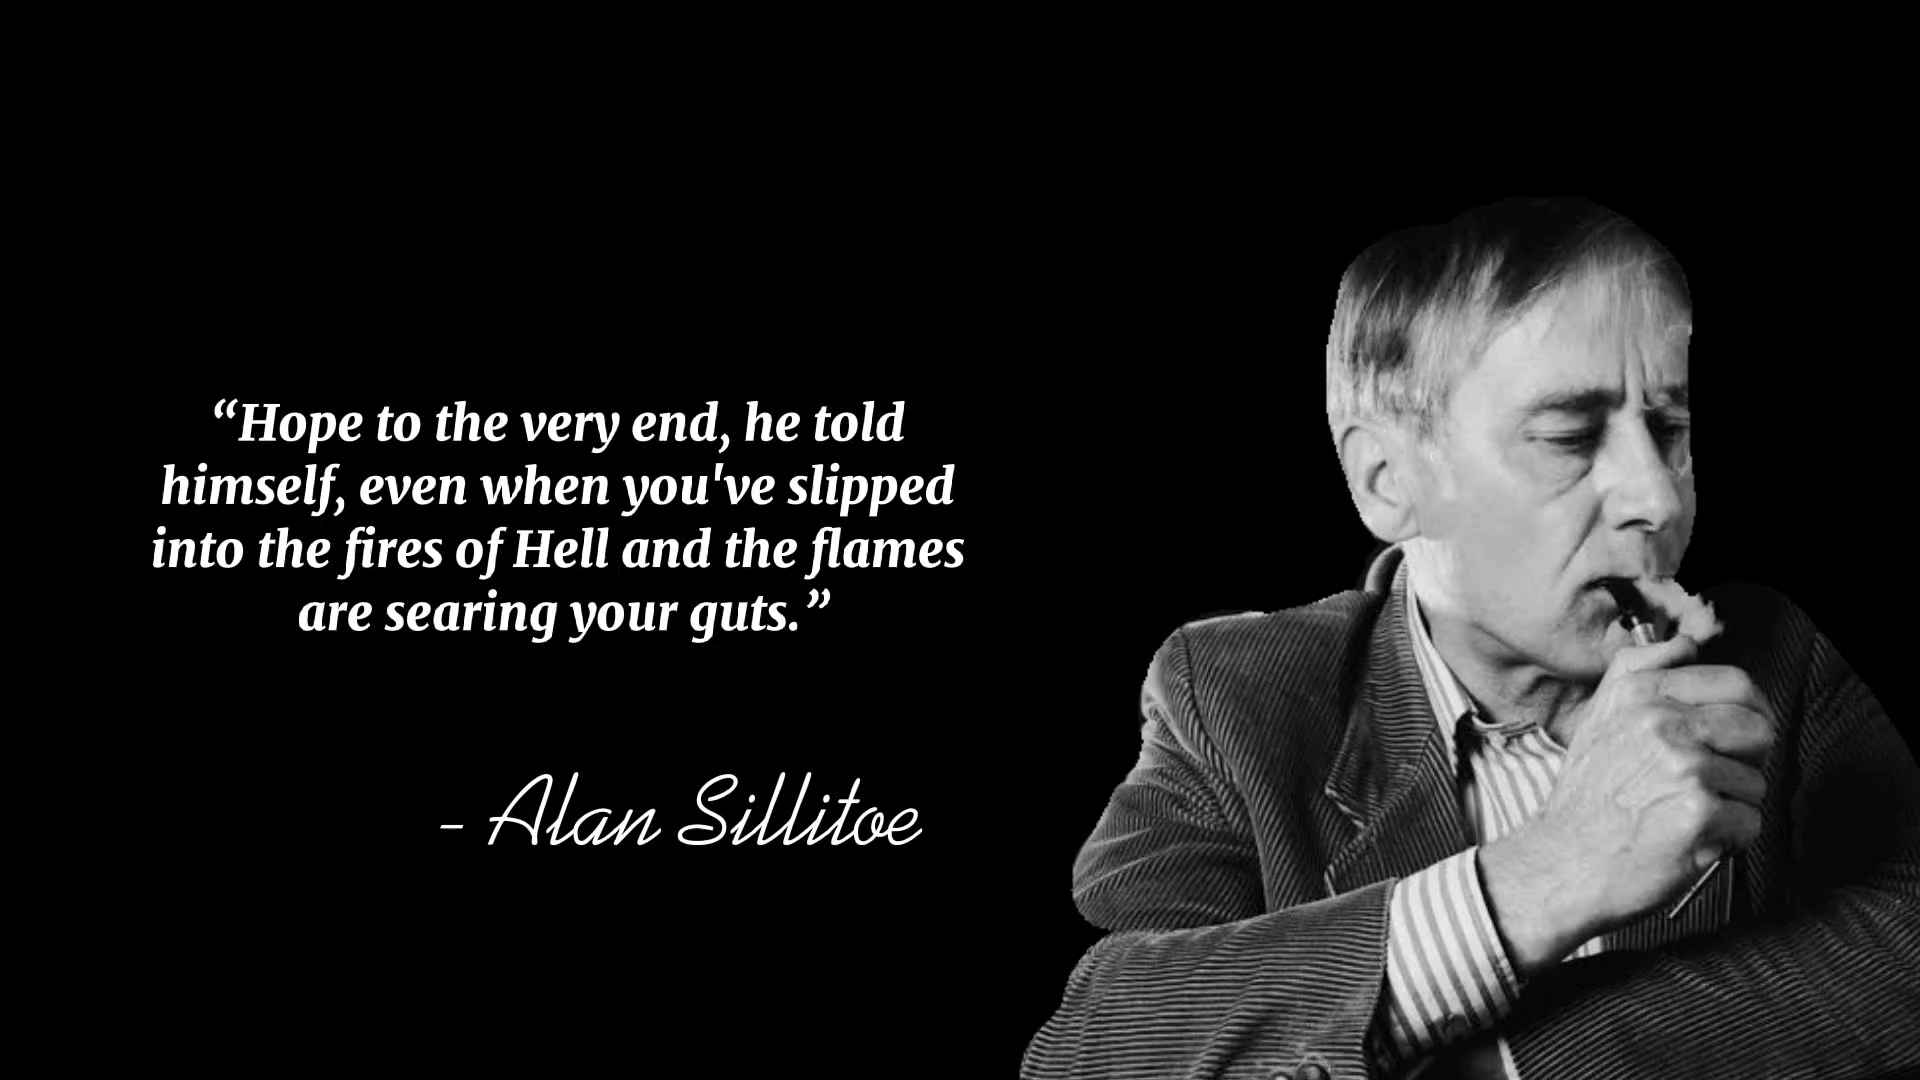 “Hope to the very end, he told
himself, even when you've slipped
into the fires of Hell and the flames
are searing your guts.”
- Alan Sillitoe